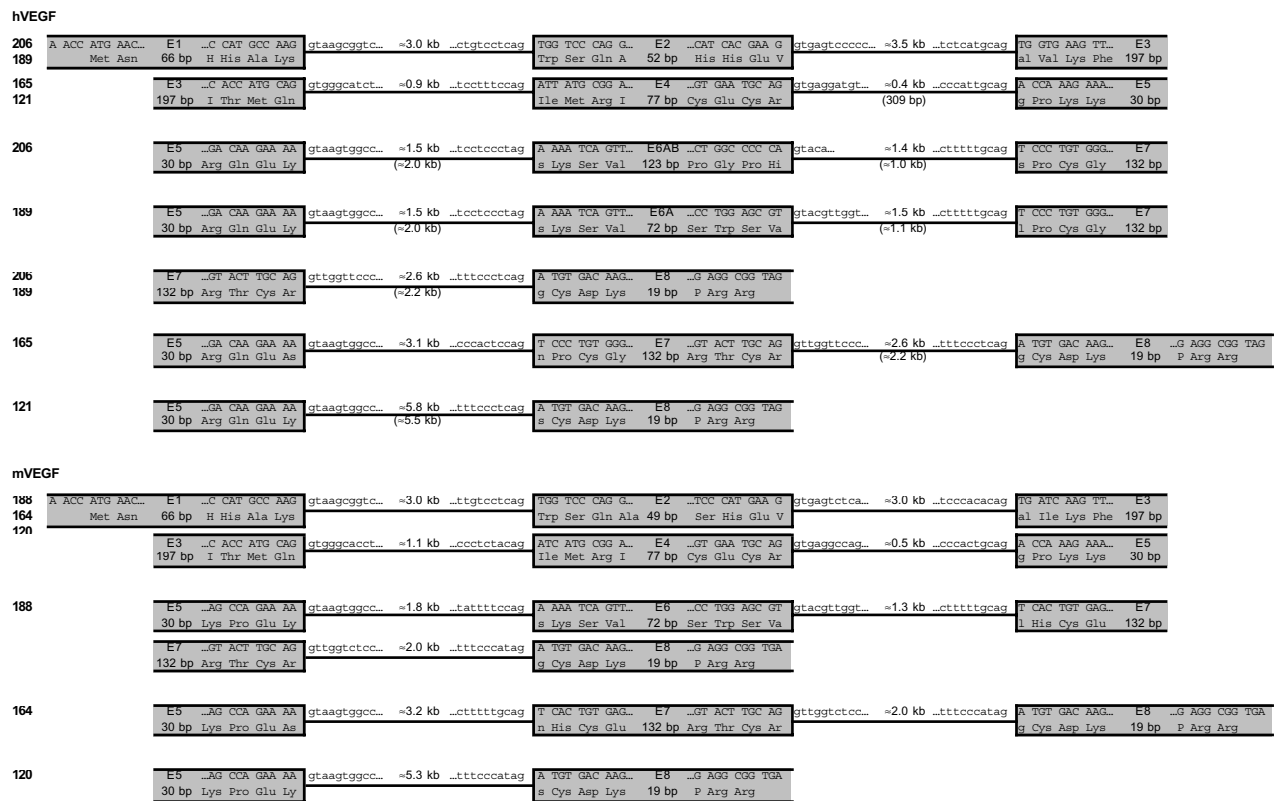 hVEGF
206 A ACC ATG AAC… E1 …C CAT GCC AAG gtaagcggtc… ≈3.0 kb …ctgtcctcag TGG TCC CAG G… E2 …CAT CAC GAA G gtgagtccccc… ≈3.5 kb …tctcatgcag TG GTG AAG TT… E3
189 Met Asn 66 bp H His Ala Lys Trp Ser Gln A 52 bp His His Glu V al Val Lys Phe 197 bp
165 E3 …C ACC ATG CAG gtgggcatct… ≈0.9 kb …tcctttccag ATT ATG CGG A… E4 …GT GAA TGC AG gtgaggatgt… ≈0.4 kb …cccattgcag A CCA AAG AAA… E5
121 197 bp I Thr Met Gln Ile Met Arg I 77 bp Cys Glu Cys Ar (309 bp) g Pro Lys Lys 30 bp
206 E5 …GA CAA GAA AA gtaagtggcc… ≈1.5 kb …tcctccctag A AAA TCA GTT… E6AB …CT GGC CCC CA gtaca… ≈1.4 kb …cttttttgcag T CCC TGT GGG… E7
30 bp Arg Gln Glu Ly (≈2.0 kb) s Lys Ser Val 123 bp Pro Gly Pro Hi (≈1.0 kb) s Pro Cys Gly 132 bp
189 E5 …GA CAA GAA AA gtaagtggcc… ≈1.5 kb …tcctccctag A AAA TCA GTT… E6A …CC TGG AGC GT gtacgttggt… ≈1.5 kb …ctttttgcag T CCC TGT GGG… E7
30 bp Arg Gln Glu Ly (≈2.0 kb) s Lys Ser Val 72 bp Ser Trp Ser Va (≈1.1 kb) l Pro Cys Gly 132 bp
206 E7 …GT ACT TGC AG gttggttccc… ≈2.6 kb …tttccctcag A TGT GAC AAG… E8 …G AGG CGG TAG
189 132 bp Arg Thr Cys Ar (≈2.2 kb) g Cys Asp Lys 19 bp P Arg Arg
165 E5 …GA CAA GAA AA gtaagtggcc… ≈3.1 kb …cccactccag T CCC TGT GGG… E7 …GT ACT TGC AG gttggttccc… ≈2.6 kb …tttccctcag A TGT GAC AAG… E8 …G AGG CGG TAG
30 bp Arg Gln Glu As n Pro Cys Gly 132 bp Arg Thr Cys Ar (≈2.2 kb) g Cys Asp Lys 19 bp P Arg Arg
121 E5 …GA CAA GAA AA gtaagtggcc… ≈5.8 kb …tttccctcag A TGT GAC AAG… E8 …G AGG CGG TAG
30 bp Arg Gln Glu Ly (≈5.5 kb) s Cys Asp Lys 19 bp P Arg Arg
mVEGF
188 A ACC ATG AAC… E1 …C CAT GCC AAG gtaagcggtc… ≈3.0 kb …ttgtcctcag TGG TCC CAG G… E2 …TCC CAT GAA G gtgagtctca… ≈3.0 kb …tcccacacag TG ATC AAG TT… E3
164 Met Asn 66 bp H His Ala Lys Trp Ser Gln Ala 49 bp Ser His Glu V al Ile Lys Phe 197 bp
120 E3 …C ACC ATG CAG gtgggcacct… ≈1.1 kb …ccctctacag ATC ATG CGG A… E4 …GT GAA TGC AG gtgaggccag… ≈0.5 kb …cccactgcag A CCA AAG AAA… E5
197 bp I Thr Met Gln Ile Met Arg I 77 bp Cys Glu Cys Ar g Pro Lys Lys 30 bp
188 E5 …AG CCA GAA AA gtaagtggcc… ≈1.8 kb …tattttccag A AAA TCA GTT… E6 …CC TGG AGC GT gtacgttggt… ≈1.3 kb …ctttttgcag T CAC TGT GAG… E7
30 bp Lys Pro Glu Ly s Lys Ser Val 72 bp Ser Trp Ser Va l His Cys Glu 132 bp
E7 …GT ACT TGC AG gttggtctcc… ≈2.0 kb …tttcccatag A TGT GAC AAG… E8 …G AGG CGG TGA
132 bp Arg Thr Cys Ar g Cys Asp Lys 19 bp P Arg Arg
164 E5 …AG CCA GAA AA gtaagtggcc… ≈3.2 kb …ctttttgcag T CAC TGT GAG… E7 …GT ACT TGC AG gttggtctcc… ≈2.0 kb …tttcccatag A TGT GAC AAG… E8 …G AGG CGG TGA
30 bp Lys Pro Glu As n His Cys Glu 132 bp Arg Thr Cys Ar g Cys Asp Lys 19 bp P Arg Arg
120 E5 …AG CCA GAA AA gtaagtggcc… ≈5.3 kb …tttcccatag A TGT GAC AAG… E8 …G AGG CGG TGA
30 bp Lys Pro Glu Ly s Cys Asp Lys 19 bp P Arg Arg